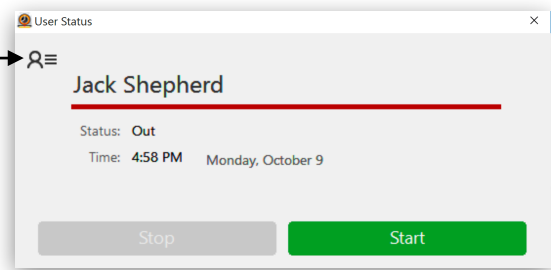 User Status
Jack Shepherd
Status: Out
Time: 4:58 PM Monday, October 9
Stop Start